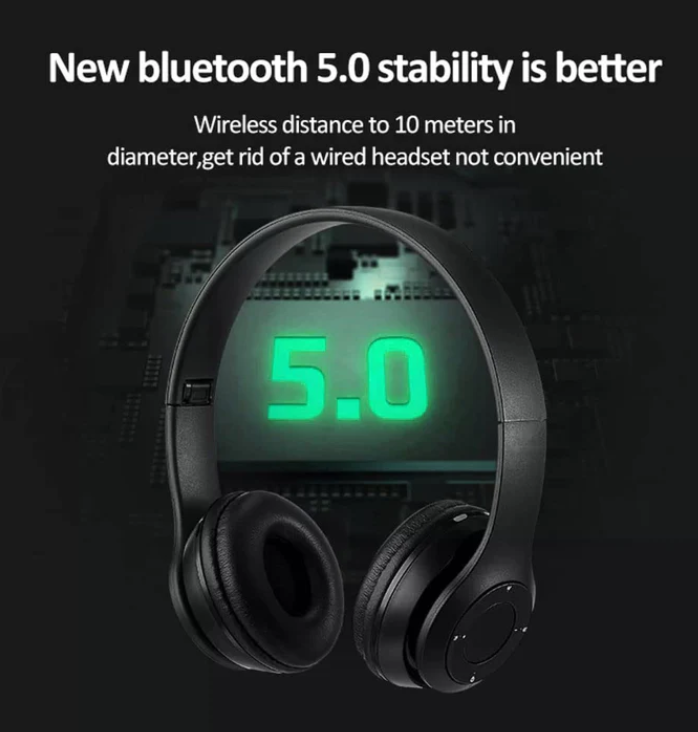 New bluetooth 5.0 stability is better
Wireless distance to 10 meters in
diameter,get rid of a wired headset not convenient
5.0